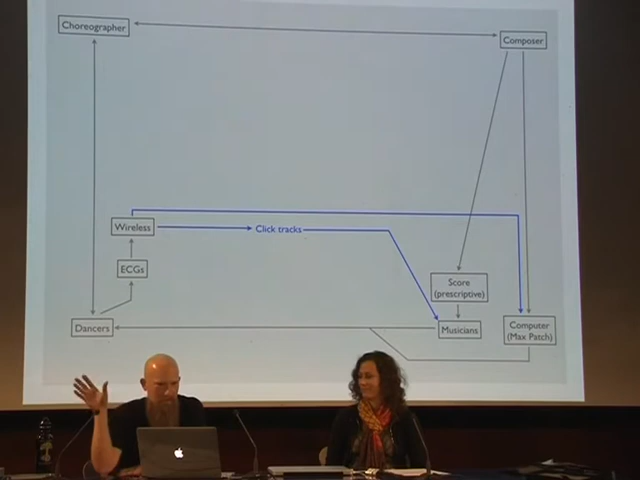 Choreographer
Composer
Wireless
Click tracks
ECGs
Score
(prescriptive)
Dancers
Musicians
Computer
(Max Patch)